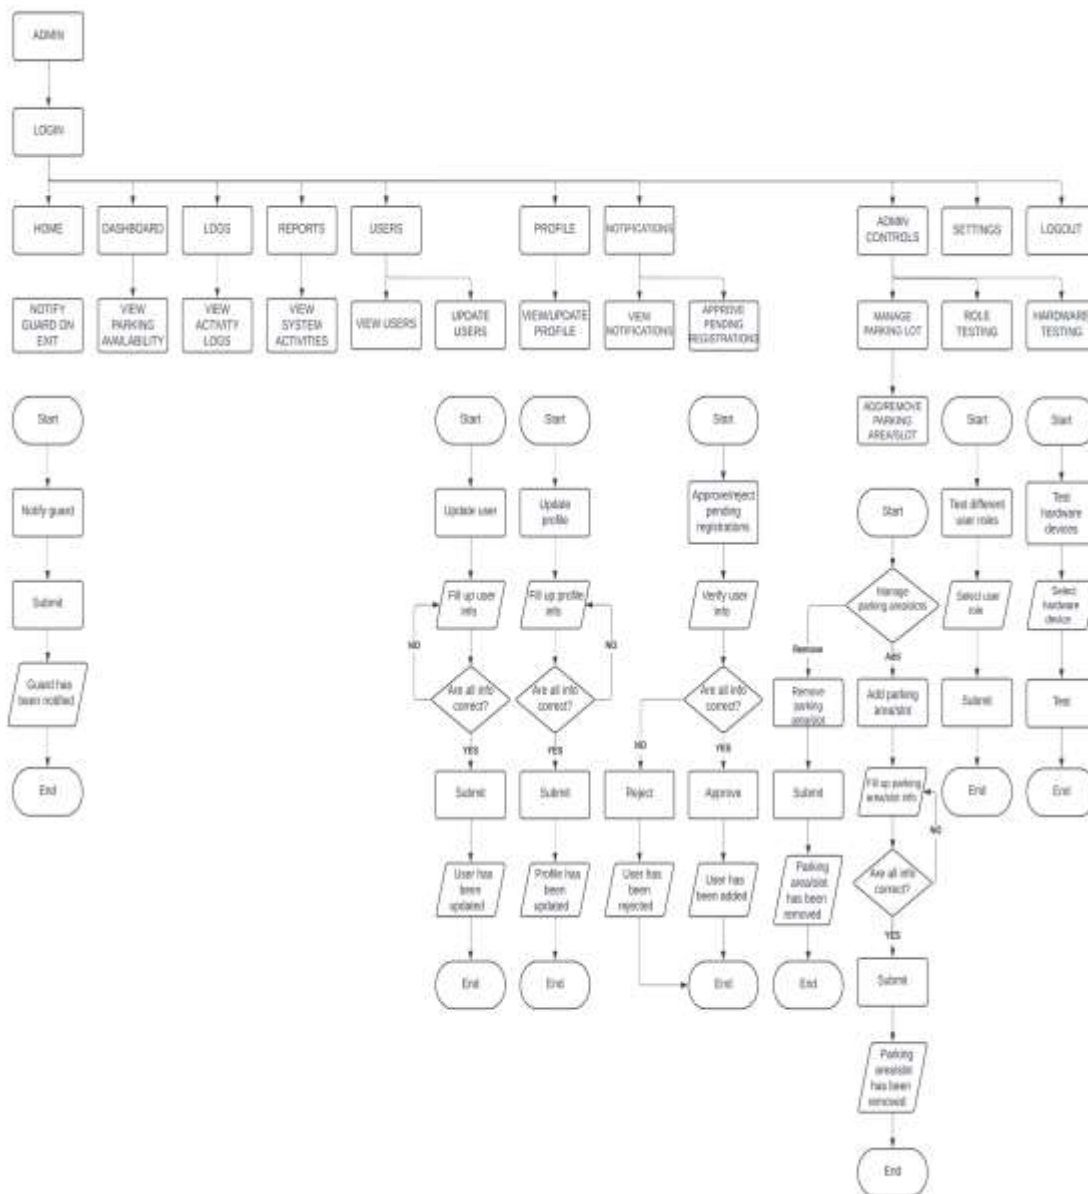 ADMIN
LOGIN
HOME
DASHBOARD
LOGS
REPORTS
USERS
PROFILE
NOTIFICATIONS
ADMIN
CONTROLS
SETTINGS
LOGOUT
NOTIFY
GUARD ON
EXIT
VIEW
PARKING
AVAILABILITY
VIEW
ACTIVITY
LOGS
VIEW
SYSTEM
ACTIVITIES
VIEW USERS
UPDATE
USERS
VIEW/UPDATE
PROFILE
VIEW
NOTIFICATIONS
APPROVE
PENDING
REGISTRATIONS
MANAGE
PARKING LOT
ROLE
TESTING
HARDWARE
TESTING
Start
Start
Start
Start
ADD/REMOVE
PARKING
AREA/SLOT
Start
Start
Notify guard
Update user
Update
profile
Approve/reject
pending
registrations
Start
Test different
user roles
Test
hardware
devices
Submit
Fill up user
info
Fill up profile
info
Verify user
info
Manage
parking area/slots
Select user
role
Select
hardware
device
NO
NO
Remove
Add
Guard has
been notified
Are all info
correct?
Are all info
correct?
Are all info
correct?
Remove
parking
area/slot
Add parking
area/slot
Submit
Test
YES
YES
NO
YES
End
Submit
Submit
Reject
Approve
Submit
Fill up parking
area/slot info
End
End
NO
User has
been
updated
Profile has
been
updated
User has
been
rejected
User has
been added
Parking
area/slot
has been
removed
Are all info
correct?
YES
End
End
End
End
Submit
Parking
area/slot
has been
removed
End